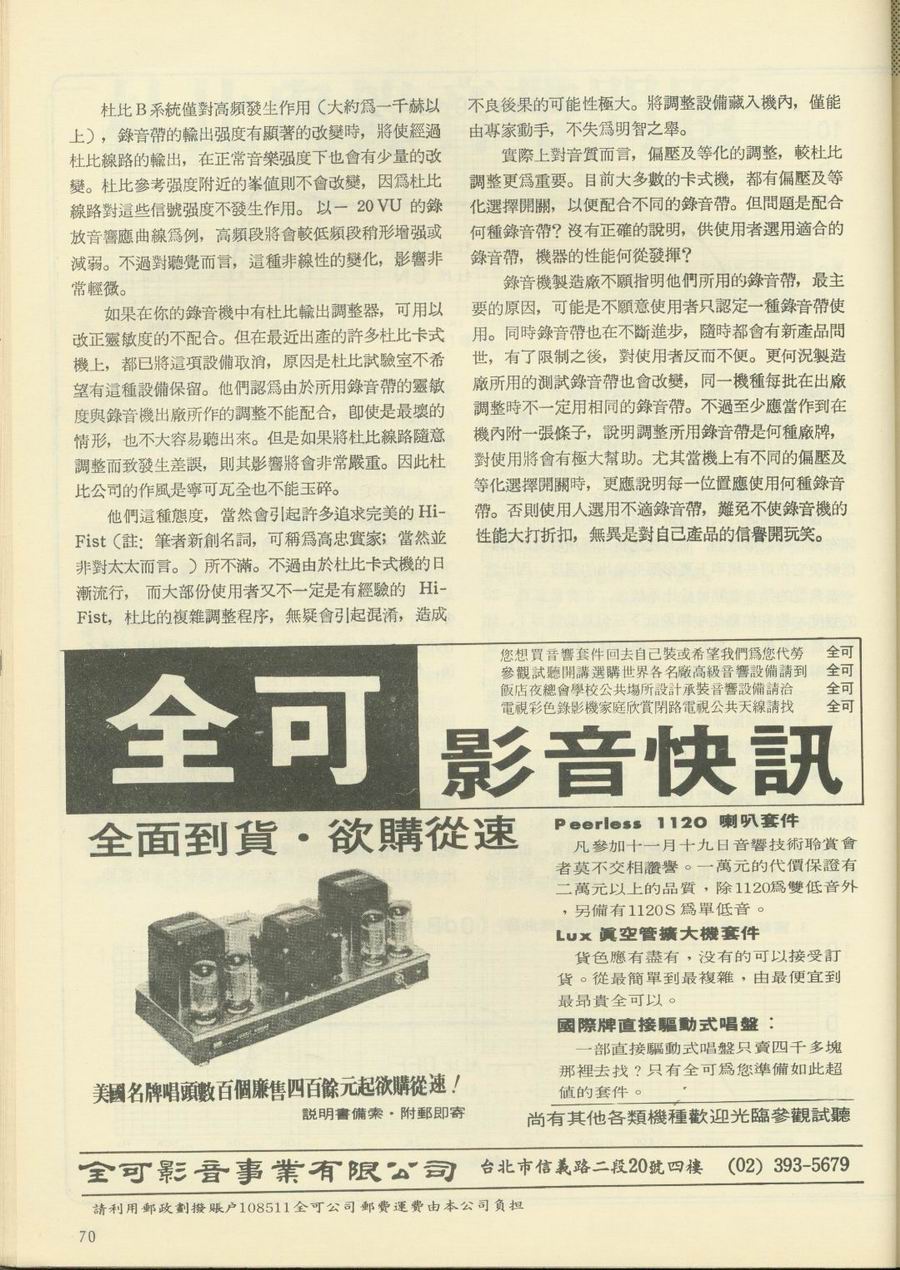 杜比B系統僅對高頻發生作用（大約爲一千赫以
上），錄音帶的輸出强度有顯著的改變時，將使經過
杜比線路的輸出，在正常音樂强度下也會有少量的改
變。杜比參考强度附近的峯值則不會改變，因爲杜比
線路對這些信號强度不發生作用。以－20VU的錄
放音響應曲線爲例，高頻段將會較低頻段稍形增强或
減弱。不過對聽覺而言，這種非線性的變化，影響非
常輕微。
如果在你的錄音機中有杜比輸出調整器，可用以
改正靈敏度的不配合。但在最近出產的許多杜比卡式
機上，都已將這項設備取消，原因是杜比試驗室不希
望有這種設備保留。他們認爲由於所用錄音帶的靈敏
度與錄音機出廠所作的調整不能配合，卽使是最壞的
情形，也不大容易聽出來。但是如果將杜比線路隨意
調整而致發生差誤，則其影響將會非常嚴重。因此杜
比公司的作風是寧可瓦全也不能玉碎。
他們這種態度，當然會引起許多追求完美的Hi-
Fist（註：筆者新創名詞，可稱爲高忠實家；當然並
非對太太而言。）所不滿。不過由於杜比卡式機的日
漸流行，而大部份使用者又不一定是有經驗的 Hi-
Fist，杜比的複雜調整程序，無疑會引起混淆，造成
不良後果的可能性極大。將調整設備藏入機內，僅能
由專家動手，不失爲明智之舉。
實際上對音質而言，偏壓及等化的調整，較杜比
調整更爲重要。目前大多數的卡式機，都有偏壓及等
化選擇開關，以便配合不同的錄音帶。但問題是配合
何種錄音帶？沒有正確的說明，供使用者選用適合的
錄音帶，機器的性能何從發揮？
錄音機製造廠不願指明他們所用的錄音帶，最主
要的原因，可能是不願意使用者只認定一種錄音帶使
用。同時錄音帶也在不斷進步，隨時都會有新產品問
世，有了限制之後，對使用者反而不便。更何況製造
廠所用的測試錄音帶也會改變，同一機種每批在出廠
調整時不一定用相同的錄音帶。不過至少應當作到在
機內附一張條子，說明調整所用錄音帶是何種廠牌，
對使用將會有極大幫助。尤其當機上有不同的偏壓及
等化選擇開關時，更應說明每一位置應使用何種錄音
帶。否則使用人選用不適錄音帶，難免不使錄音機的
性能大打折扣，無異是對自己產品的信譽開玩笑。
您想買音響套件回去自己裝或希望我們爲您代勞 全可
參觀試聽開講選購世界各名廠高級音響設備請到 全可
飯店夜總會學校公共場所設計承裝音響設備請洽 全可
電視彩色錄影機家庭欣賞閉路電視公共天線請找 全可
全可
影音快訊
全面到貨・欲購從速
Peerless 1120 喇叭套件
凡參加十一月十九日音響技術聆賞會
者莫不交相讚譽。一萬元的代價保證有
二萬元以上的品質，除1120爲雙低音外
，另備有1120S爲單低音。
Lux 眞空管擴大機套件
貨色應有盡有，沒有的可以接受訂
貨。從最簡單到最複雜，由最便宜到
最昂貴全可以。
國際牌直接驅動式唱盤：
一部直接驅動式唱盤只賣四千多塊
那裡去找？只有全可爲您準備如此超
値的套件。
美國名牌唱頭數百個廉售四百餘元起欲購從速！
説明書備索・附郵即寄
尚有其他各類機種歡迎光臨參觀試聽
全可影音事業有限公司 台北市信義路二段20號四樓 (02) 393-5679
請利用郵政劃撥賬户108511全可公司郵費運費由本公司負担
70